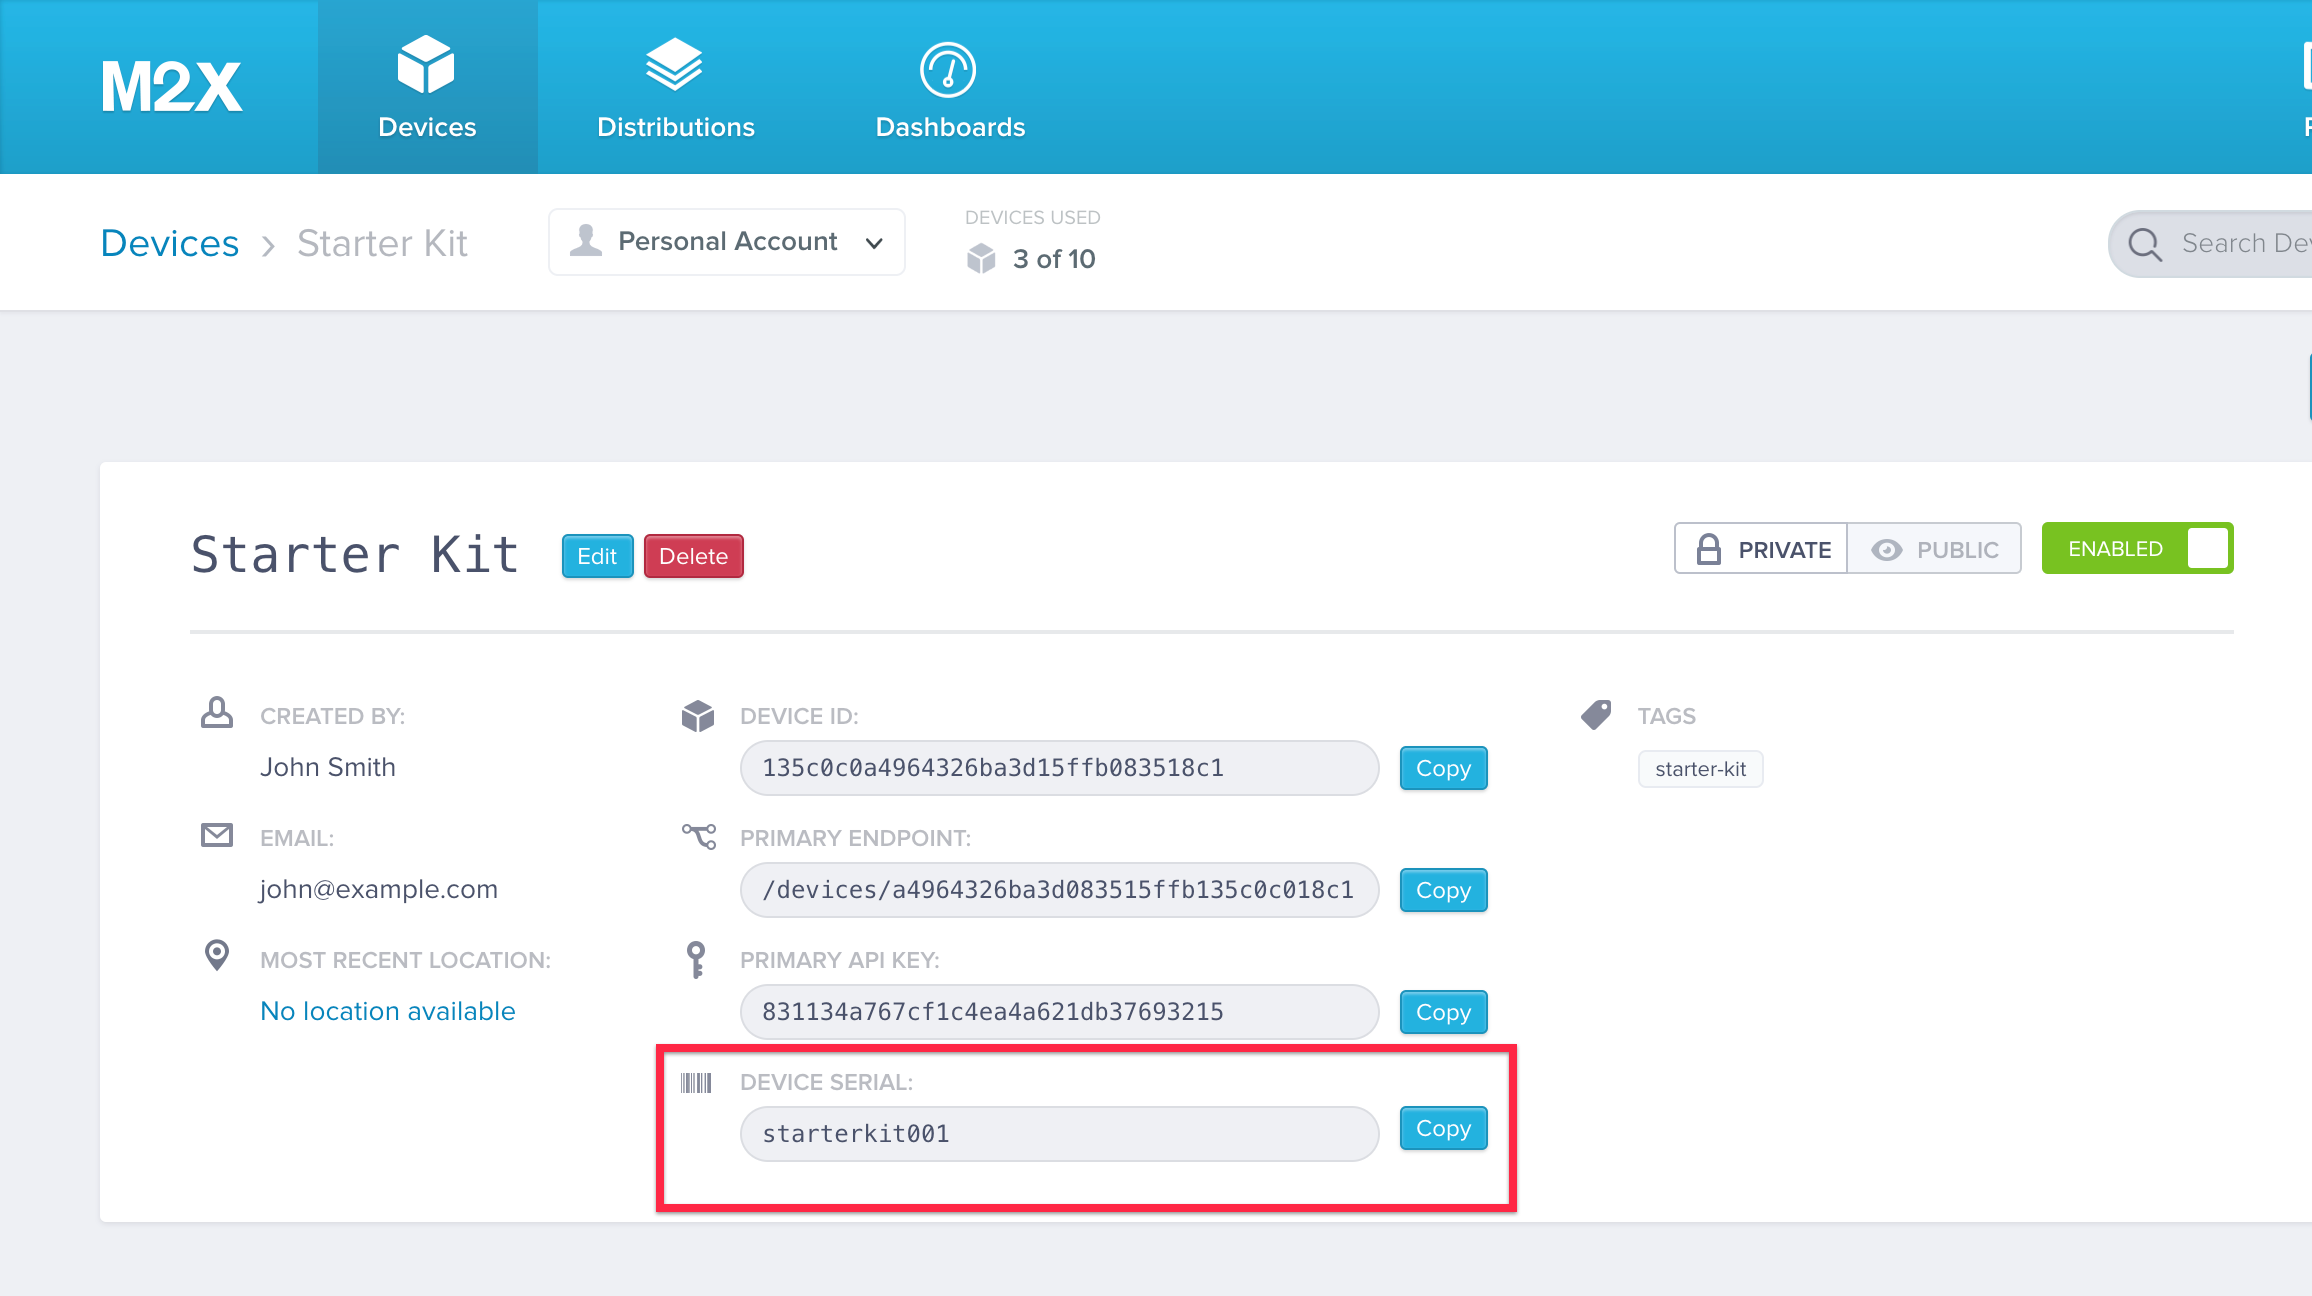 M2X
Devices
Distributions
Dashboards
Devices › Starter Kit
Personal Account
DEVICES USED
3 of 10
Search De
Starter Kit
Edit
Delete
PRIVATE
PUBLIC
ENABLED
CREATED BY:
John Smith
EMAIL:
john@example.com
MOST RECENT LOCATION:
No location available
DEVICE ID:
135c0c0a4964326ba3d15ffb083518c1
Copy
PRIMARY ENDPOINT:
/devices/a4964326ba3d083515ffb135c0c018c1
Copy
PRIMARY API KEY:
831134a767cf1c4ea4a621db37693215
Copy
DEVICE SERIAL:
starterkit001
Copy
TAGS
starter-kit